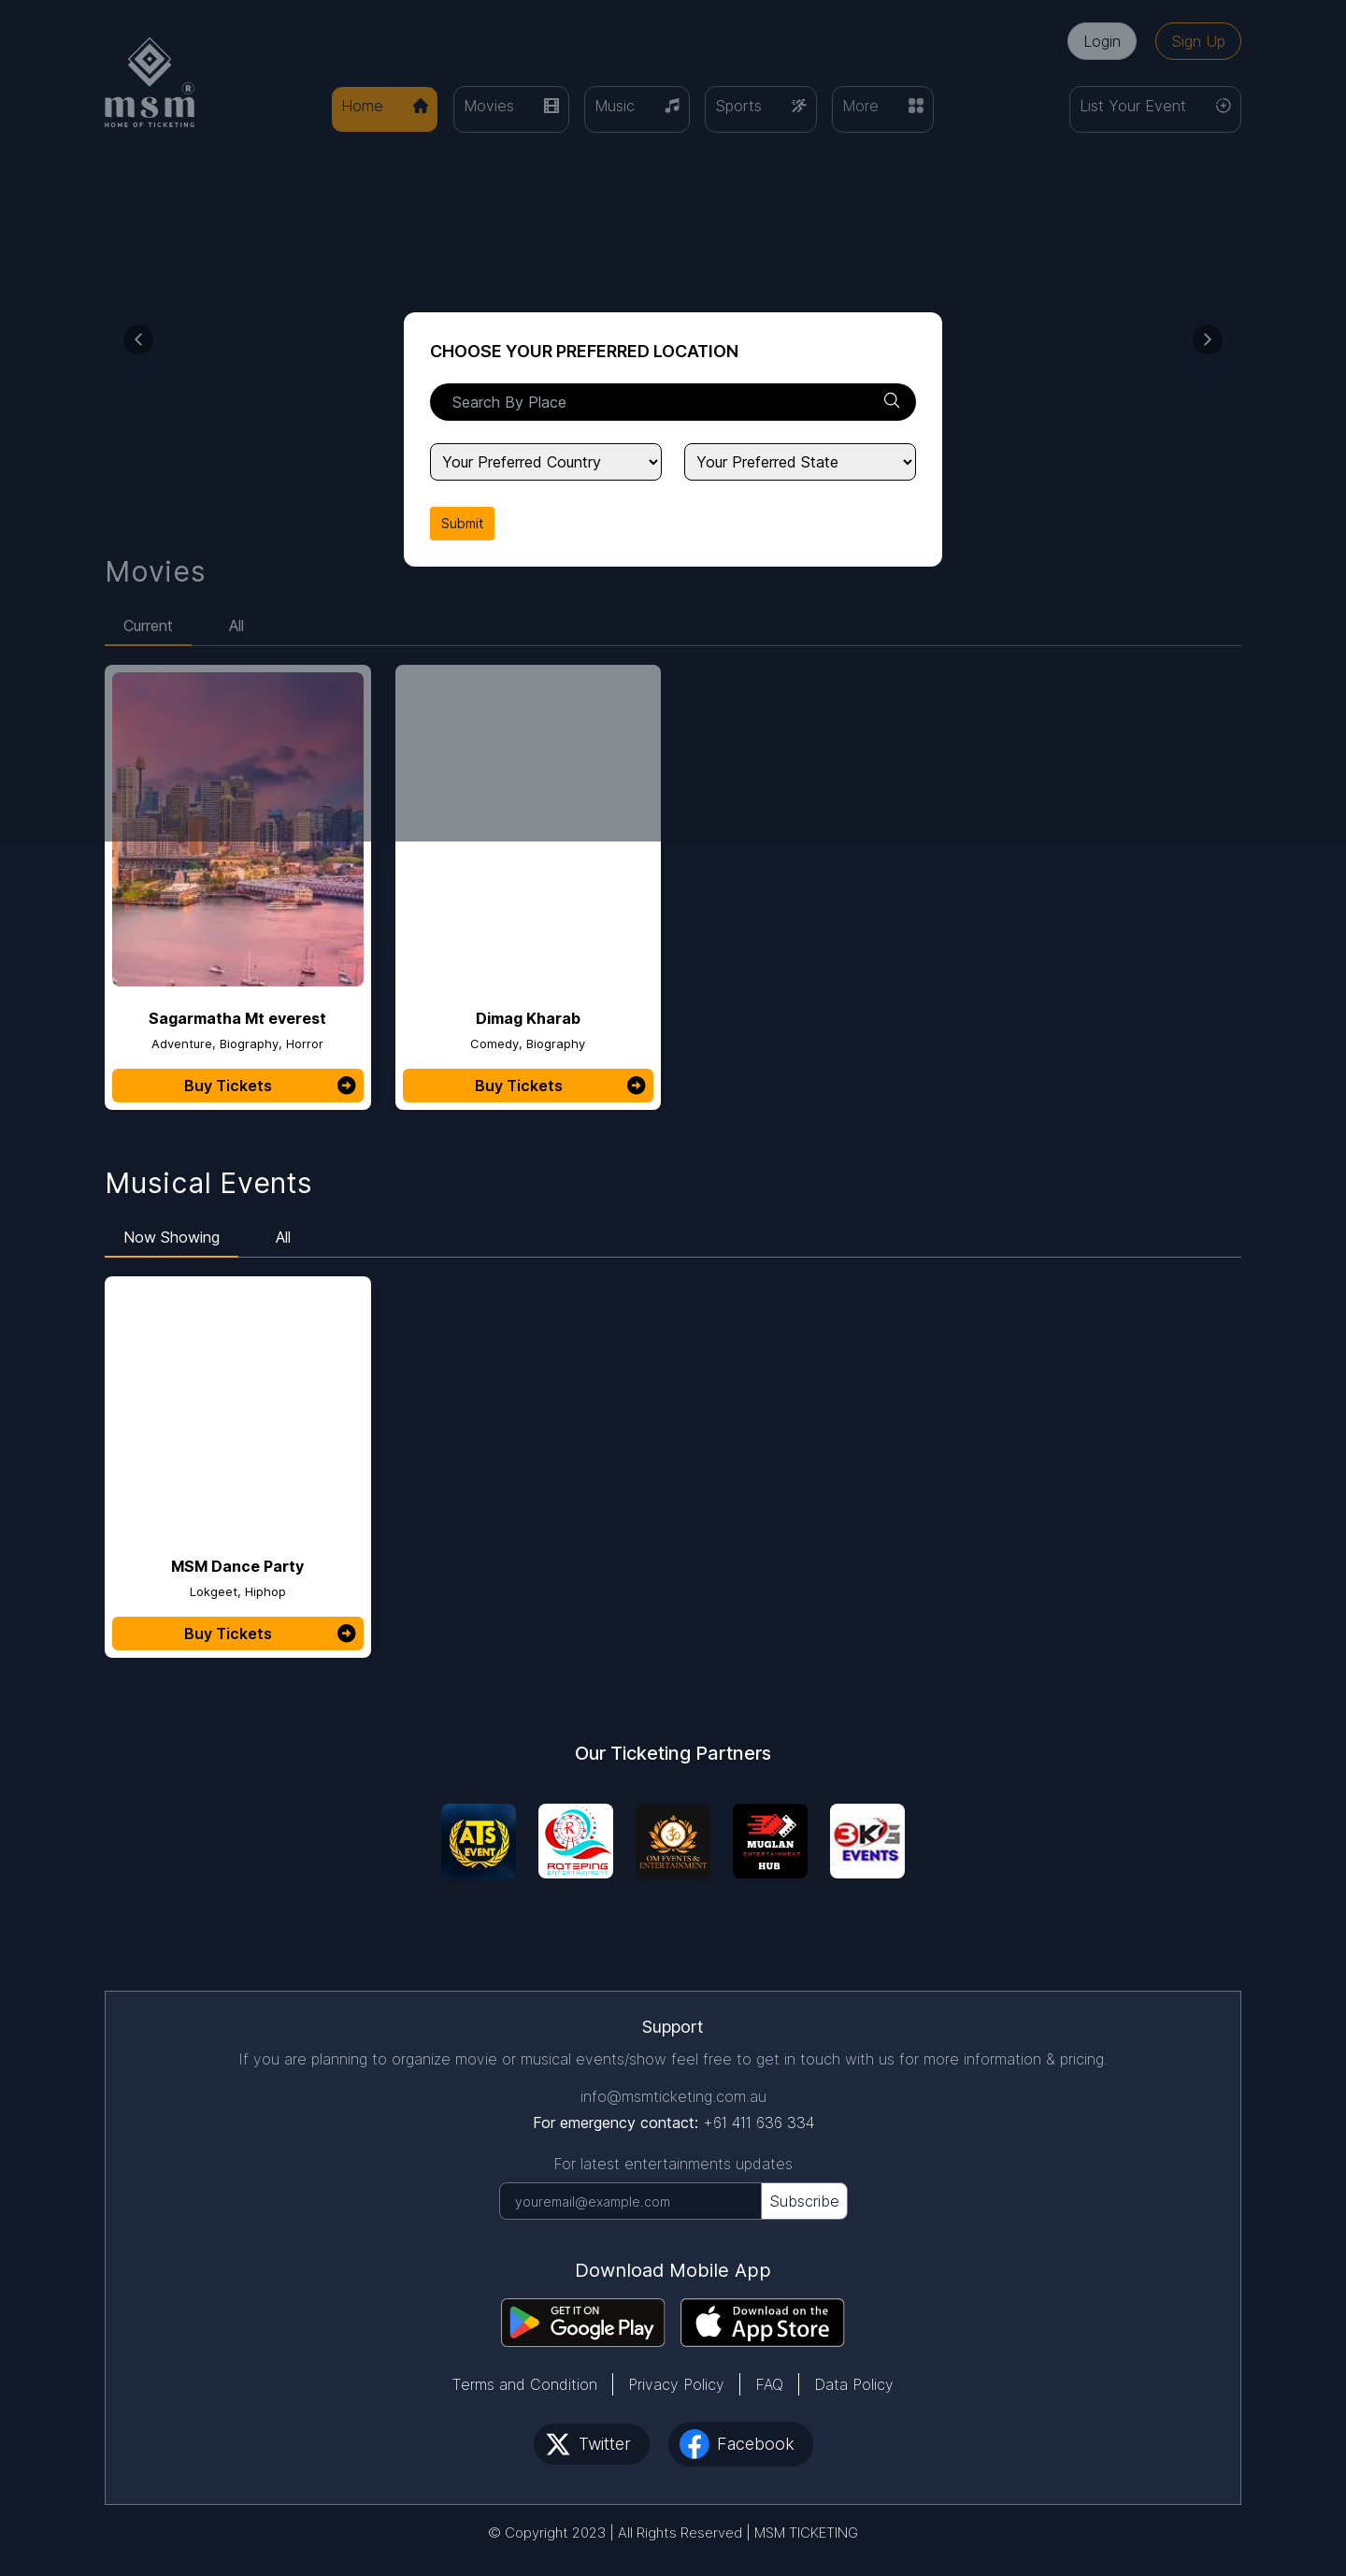 Login
Sign Up
msm®
HOME OF TICKETING
Home
Movies
Music
Sports
More
List Your Event
CHOOSE YOUR PREFERRED LOCATION
Search By Place
Your Preferred Country
Your Preferred State
Submit
Movies
Current
All
Sagarmatha Mt everest
Adventure, Biography, Horror
Buy Tickets
Dimag Kharab
Comedy, Biography
Buy Tickets
Musical Events
Now Showing
All
MSM Dance Party
Lokgeet, Hiphop
Buy Tickets
Our Ticketing Partners
ATS
EVENT
R
ROTEPING
ENTERTAINMENT
ॐ
OM EVENTS &
ENTERTAINMENT
MUGLAN
ENTERTAINMENT
HUB
3KS
EVENTS
Support
If you are planning to organize movie or musical events/show feel free to get in touch with us for more information & pricing.
info@msmticketing.com.au
For emergency contact: +61 411 636 334
For latest entertainments updates
youremail@example.com
Subscribe
Download Mobile App
GET IT ON
Google Play
Download on the
App Store
Terms and Condition
Privacy Policy
FAQ
Data Policy
Twitter
Facebook
© Copyright 2023 | All Rights Reserved | MSM TICKETING